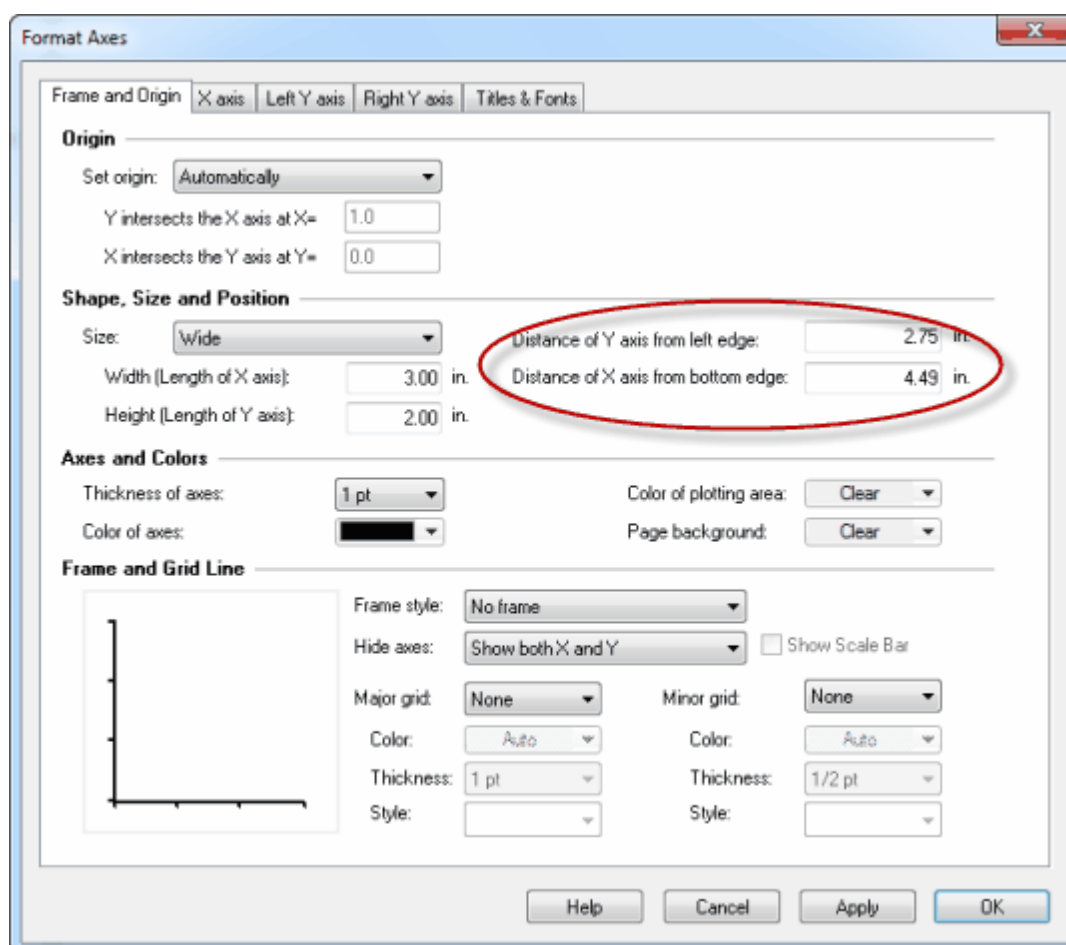 Format Axes
Frame and Origin X axis Left Y axis Right Y axis Titles & Fonts
Origin
Set origin: Automatically
Y intersects the X axis at X= 1.0
X intersects the Y axis at Y= 0.0
Shape, Size and Position
Size: Wide Distance of Y axis from left edge: 2.75 in.
Width (Length of X axis): 3.00 in. Distance of X axis from bottom edge: 4.49 in.
Height (Length of Y axis): 2.00 in.
Axes and Colors
Thickness of axes: 1 pt Color of plotting area: Clear
Color of axes: Page background: Clear
Frame and Grid Line
Frame style: No frame
Hide axes: Show both X and Y Show Scale Bar
Major grid: None Minor grid: None
Color: Auto Color: Auto
Thickness: 1 pt Thickness: 1/2 pt
Style: Style:
Help Cancel Apply OK